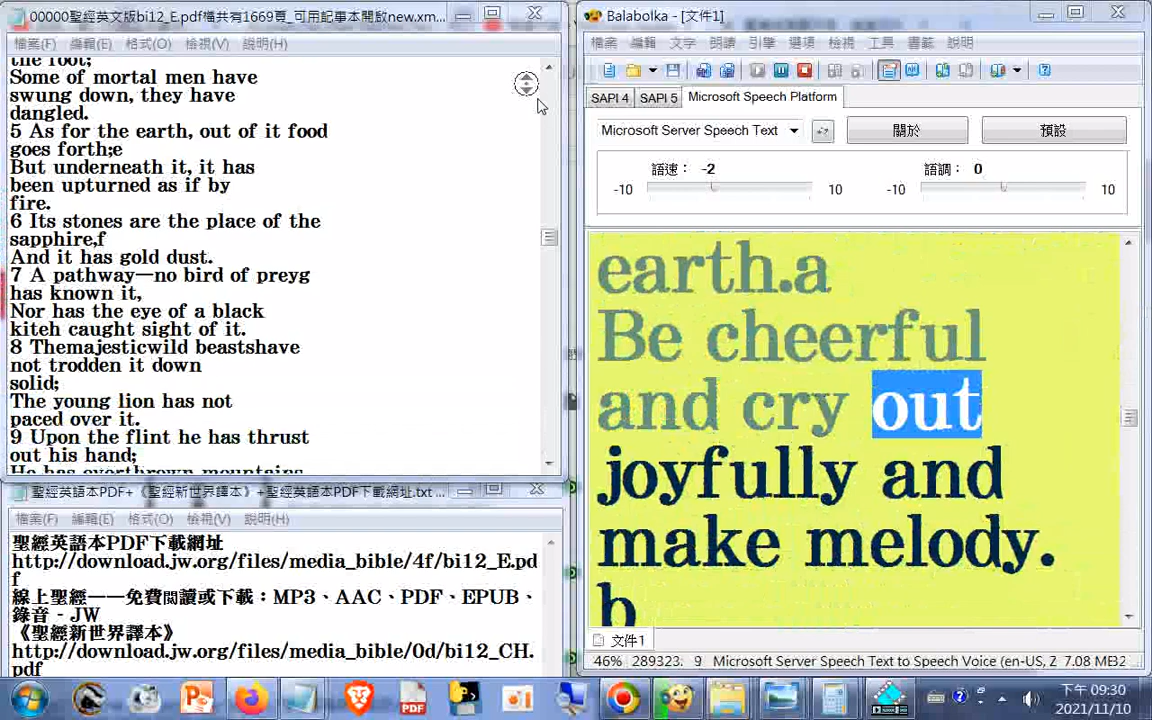 00000聖經英文版bi12_E.pdf檔共有1669頁_可用記事本開啟new.xm...
檔案(F) 編輯(E) 格式(O) 檢視(V) 說明(H)
the foot;
Some of mortal men have
swung down, they have
dangled.
5 As for the earth, out of it food
goes forth;e
But underneath it, it has
been upturned as if by
fire.
6 Its stones are the place of the
sapphire,f
And it has gold dust.
7 A pathway—no bird of preyg
has known it,
Nor has the eye of a black
kiteh caught sight of it.
8 Themajesticwild beastshave
not trodden it down
solid;
The young lion has not
paced over it.
9 Upon the flint he has thrust
out his hand;
He has overthrown mountains
聖經英語本PDF+《聖經新世界譯本》+聖經英語本PDF下載網址.txt ...
檔案(F) 編輯(E) 格式(O) 檢視(V) 說明(H)
聖經英語本PDF下載網址
http://download.jw.org/files/media_bible/4f/bi12_E.pd
f
線上聖經——免費閱讀或下載：MP3、AAC、PDF、EPUB、
錄音 - JW
《聖經新世界譯本》
http://download.jw.org/files/media_bible/0d/bi12_CH.
pdf
Balabolka - [文件1]
檔案 編輯 文字 朗讀 引擎 選項 檢視 工具 書籤 說明
SAPI 4 SAPI 5 Microsoft Speech Platform
Microsoft Server Speech Text 關於 預設
語速： -2 語調： 0
-10 10 -10 10
earth.a
Be cheerful
and cry out
joyfully and
make melody.
b
文件1
46% 289323. 9 Microsoft Server Speech Text to Speech Voice (en-US, Z 7.08 MB2
下午 09:30
2021/11/10